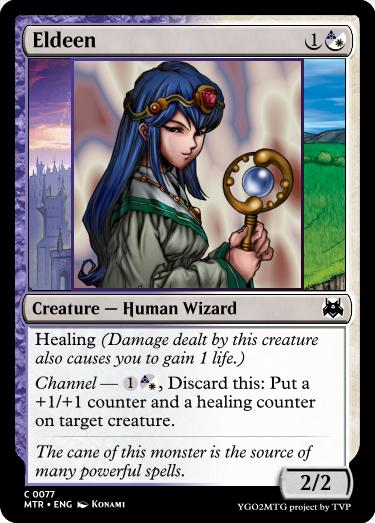 Eldeen 1
Creature — Human Wizard
Healing (Damage dealt by this creature
also causes you to gain 1 life.)
Channel — 1 , Discard this: Put a
+1/+1 counter and a healing counter
on target creature.
The cane of this monster is the source of
many powerful spells.
2/2
C 0077
MTR • ENG KONAMI
YGO2MTG project by TVP